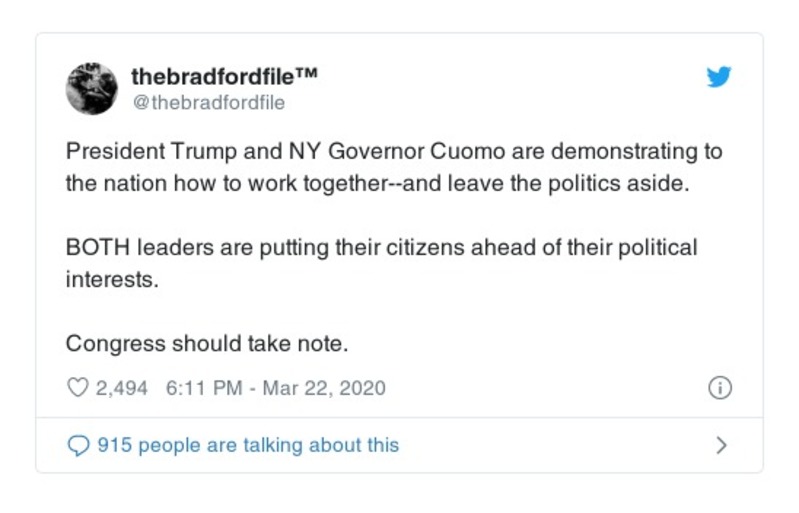 thebradfordfile™
@thebradfordfile
President Trump and NY Governor Cuomo are demonstrating to
the nation how to work together--and leave the politics aside.
BOTH leaders are putting their citizens ahead of their political
interests.
Congress should take note.
2,494 6:11 PM - Mar 22, 2020
915 people are talking about this